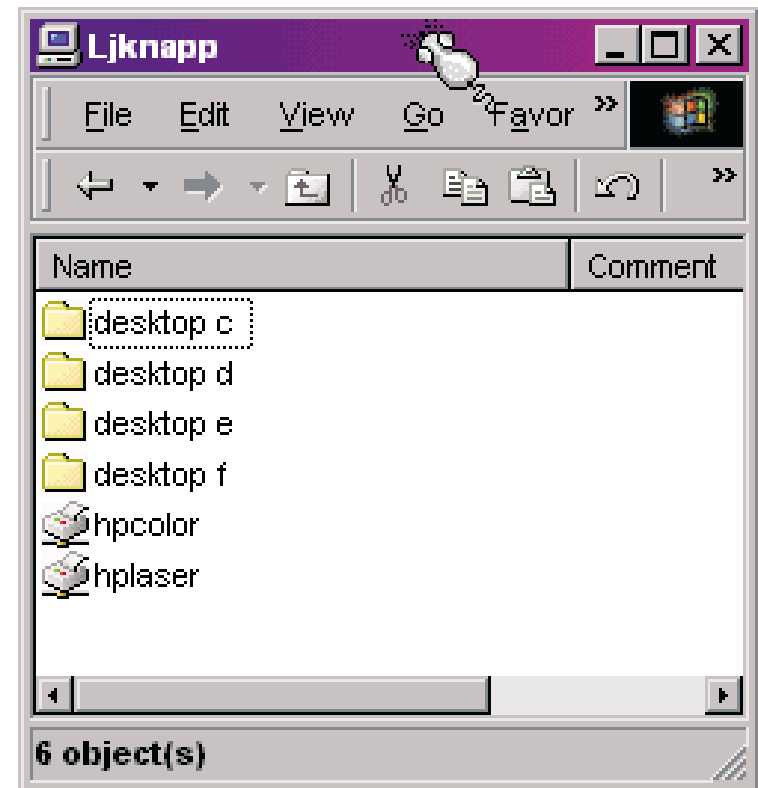 Ljknapp
File Edit View Go Favor »
»
Name Comment
desktop c
desktop d
desktop e
desktop f
hpcolor
hplaser
6 object(s)